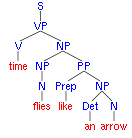 S
VP
V NP
time NP PP
N Prep NP
flies like Det N
an arrow